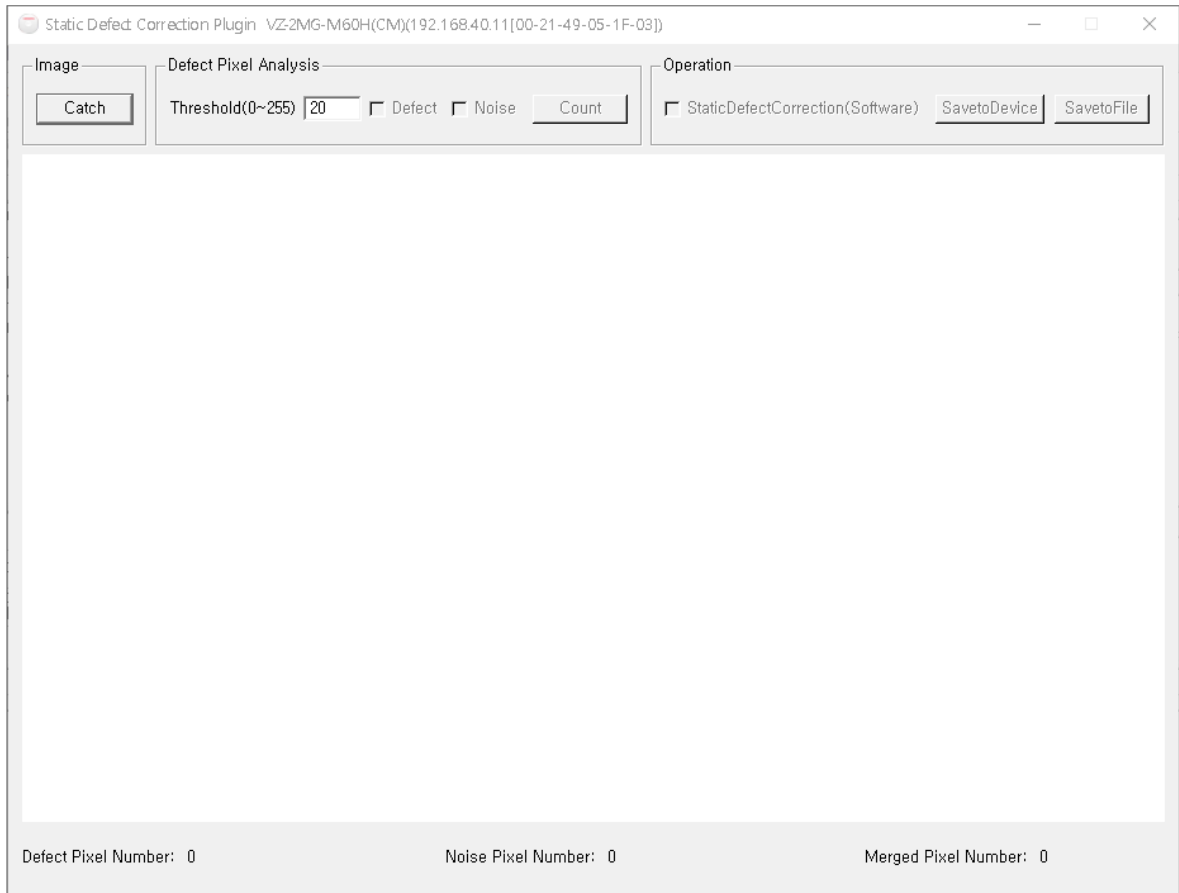 Static Defect Correction Plugin VZ-2MG-M60H(CM)(192.168.40.11[00-21-49-05-1F-03])
Image
Catch
Defect Pixel Analysis
Threshold(0~255) 20 Defect Noise Count
Operation
StaticDefectCorrection(Software) SavetoDevice SavetoFile
Defect Pixel Number: 0
Noise Pixel Number: 0
Merged Pixel Number: 0